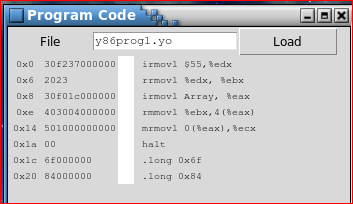 Program Code
File y86prog1.yo Load
0x0 30f237000000 irmovl $55,%edx
0x6 2023 rrmovl %edx, %ebx
0x8 30f01c000000 irmovl Array, %eax
0xe 403004000000 rmmovl %ebx,4(%eax)
0x14 501000000000 mrmovl 0(%eax),%ecx
0x1a 00 halt
0x1c 6f000000 .long 0x6f
0x20 84000000 .long 0x84